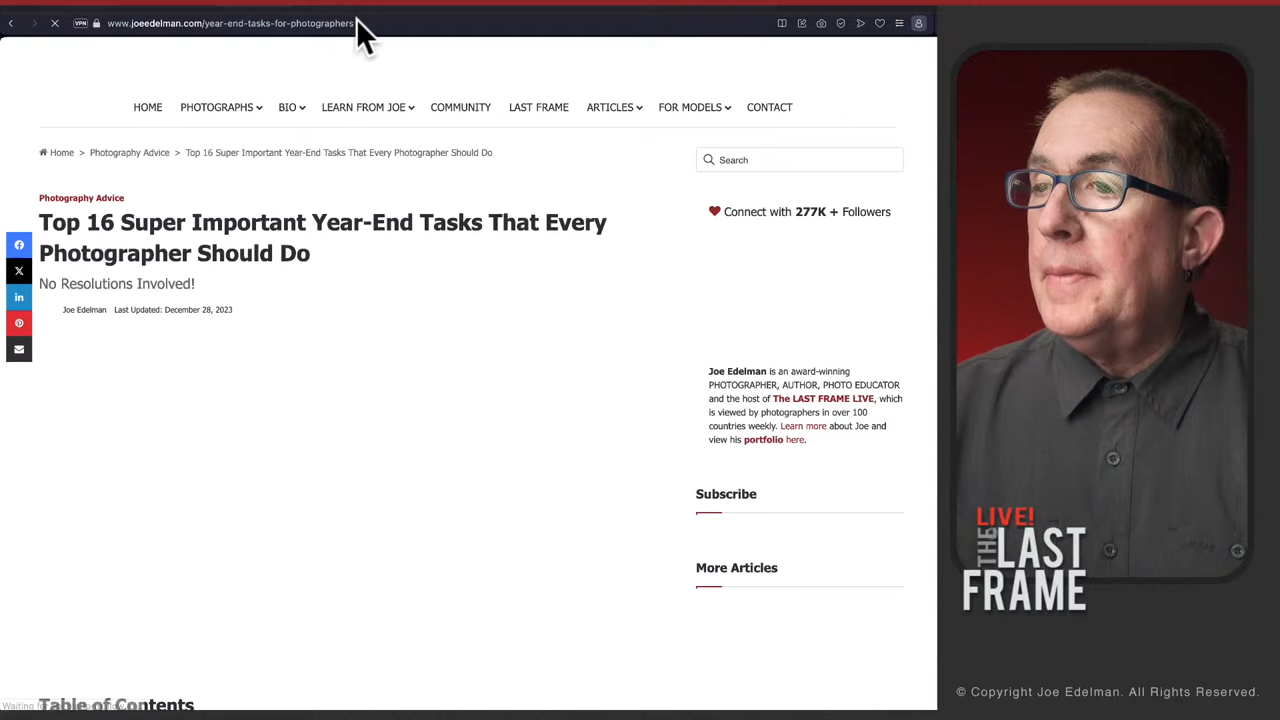 VPN www.joeedelman.com/year-end-tasks-for-photographers
HOME PHOTOGRAPHS BIO LEARN FROM JOE COMMUNITY LAST FRAME ARTICLES FOR MODELS CONTACT
Home > Photography Advice > Top 16 Super Important Year-End Tasks That Every Photographer Should Do
Search
Photography Advice
Top 16 Super Important Year-End Tasks That Every
Photographer Should Do
No Resolutions Involved!
Joe Edelman Last Updated: December 28, 2023
Connect with 277K + Followers
Joe Edelman is an award-winning
PHOTOGRAPHER, AUTHOR, PHOTO EDUCATOR
and the host of The LAST FRAME LIVE, which
is viewed by photographers in over 100
countries weekly. Learn more about Joe and
view his portfolio here.
Subscribe
More Articles
Table of Contents
Waiting for
LIVE!
THE LAST
FRAME
© Copyright Joe Edelman. All Rights Reserved.